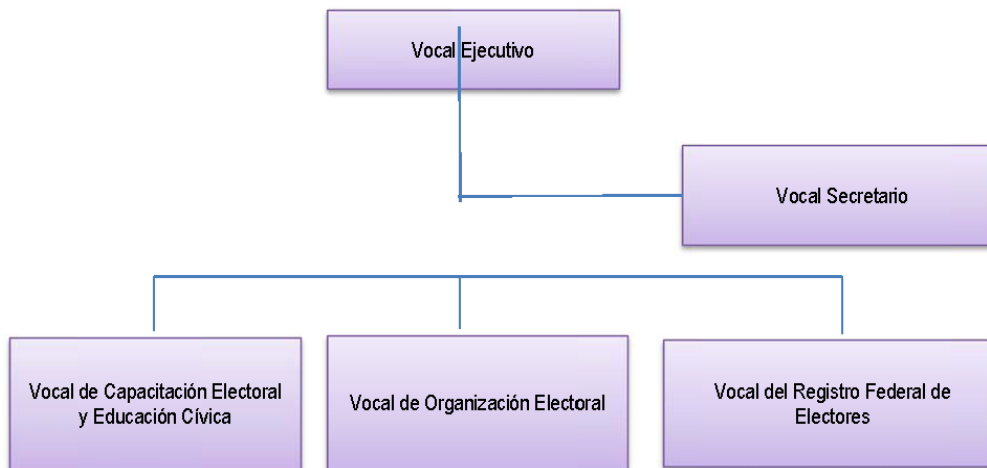 Vocal Ejecutivo
Vocal Secretario
Vocal de Capacitación Electoral
y Educación Cívica
Vocal de Organización Electoral
Vocal del Registro Federal de
Electores